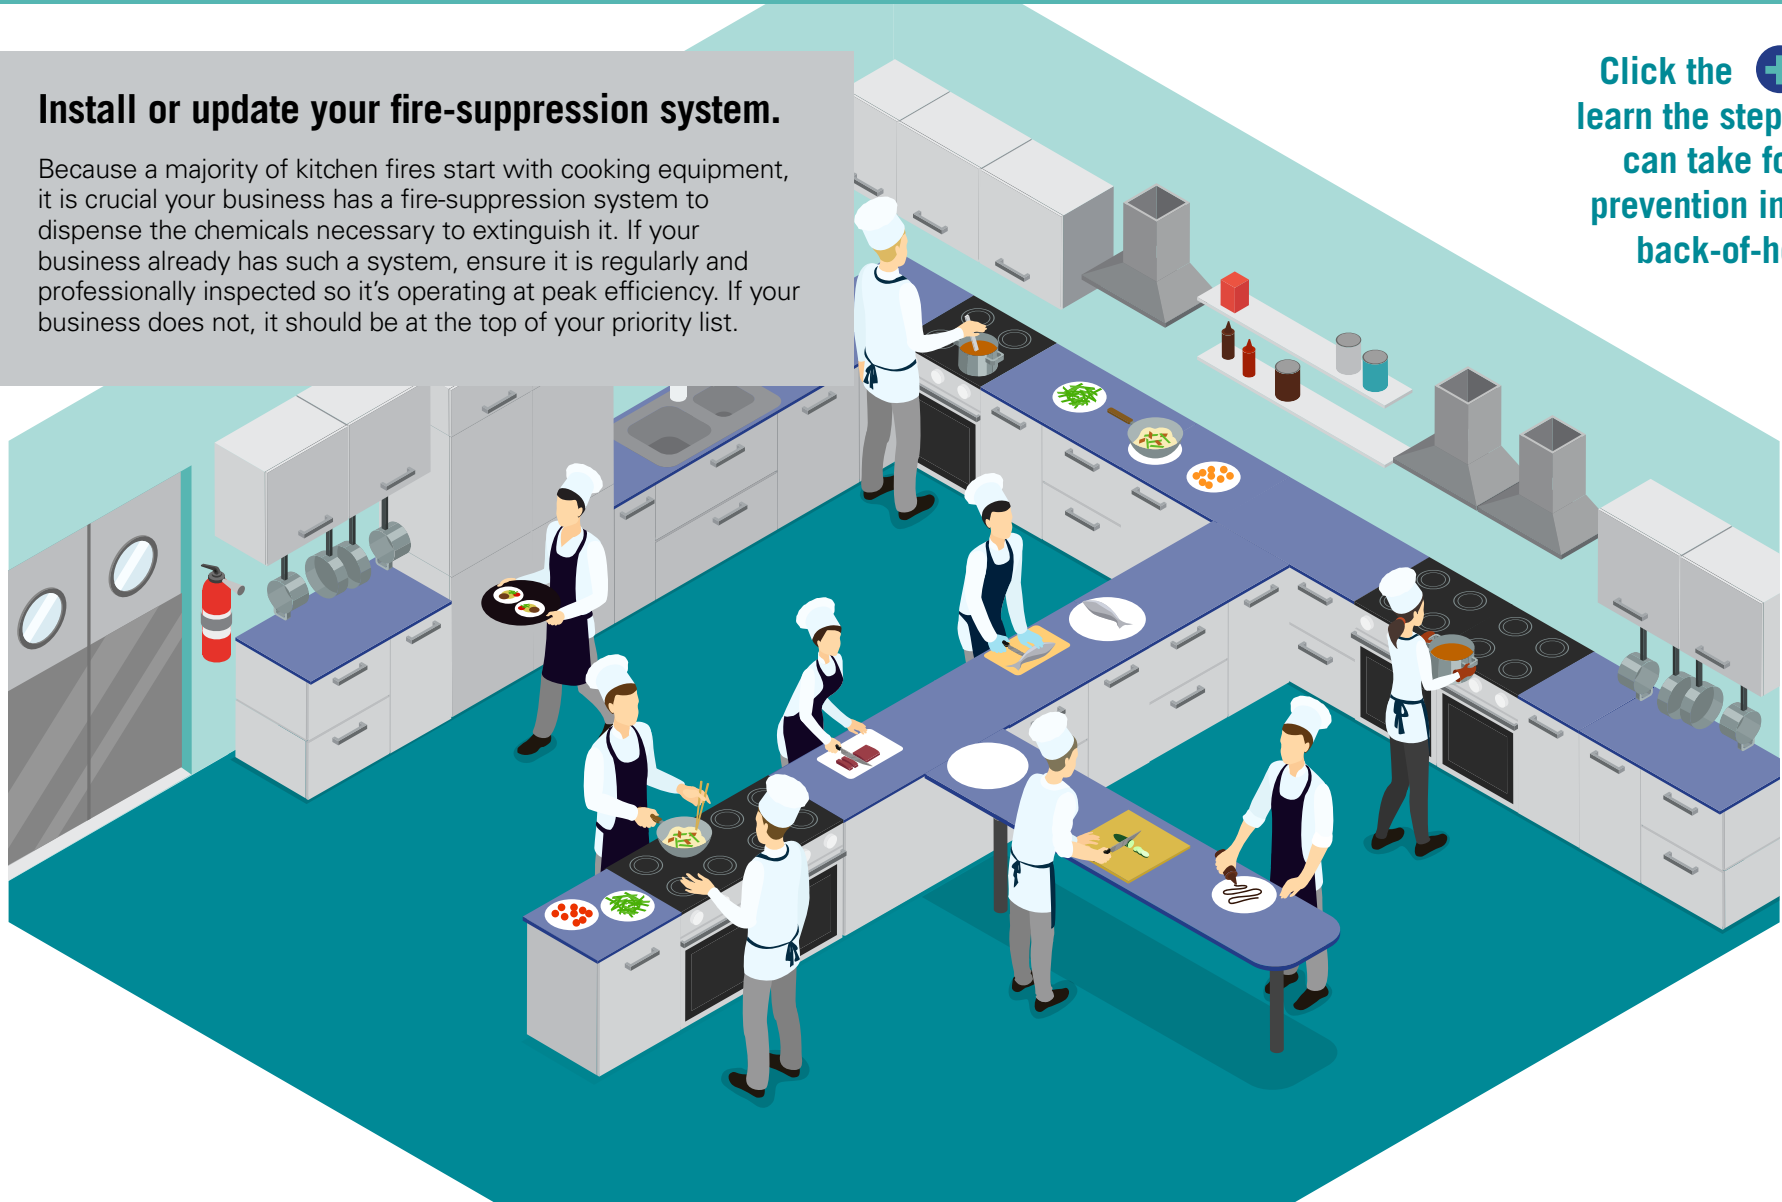 Install or update your fire-suppression system.
Because a majority of kitchen fires start with cooking equipment,
it is crucial your business has a fire-suppression system to
dispense the chemicals necessary to extinguish it. If your
business already has such a system, ensure it is regularly and
professionally inspected so it’s operating at peak efficiency. If your
business does not, it should be at the top of your priority list.
Click the
learn the step
can take
prevention in